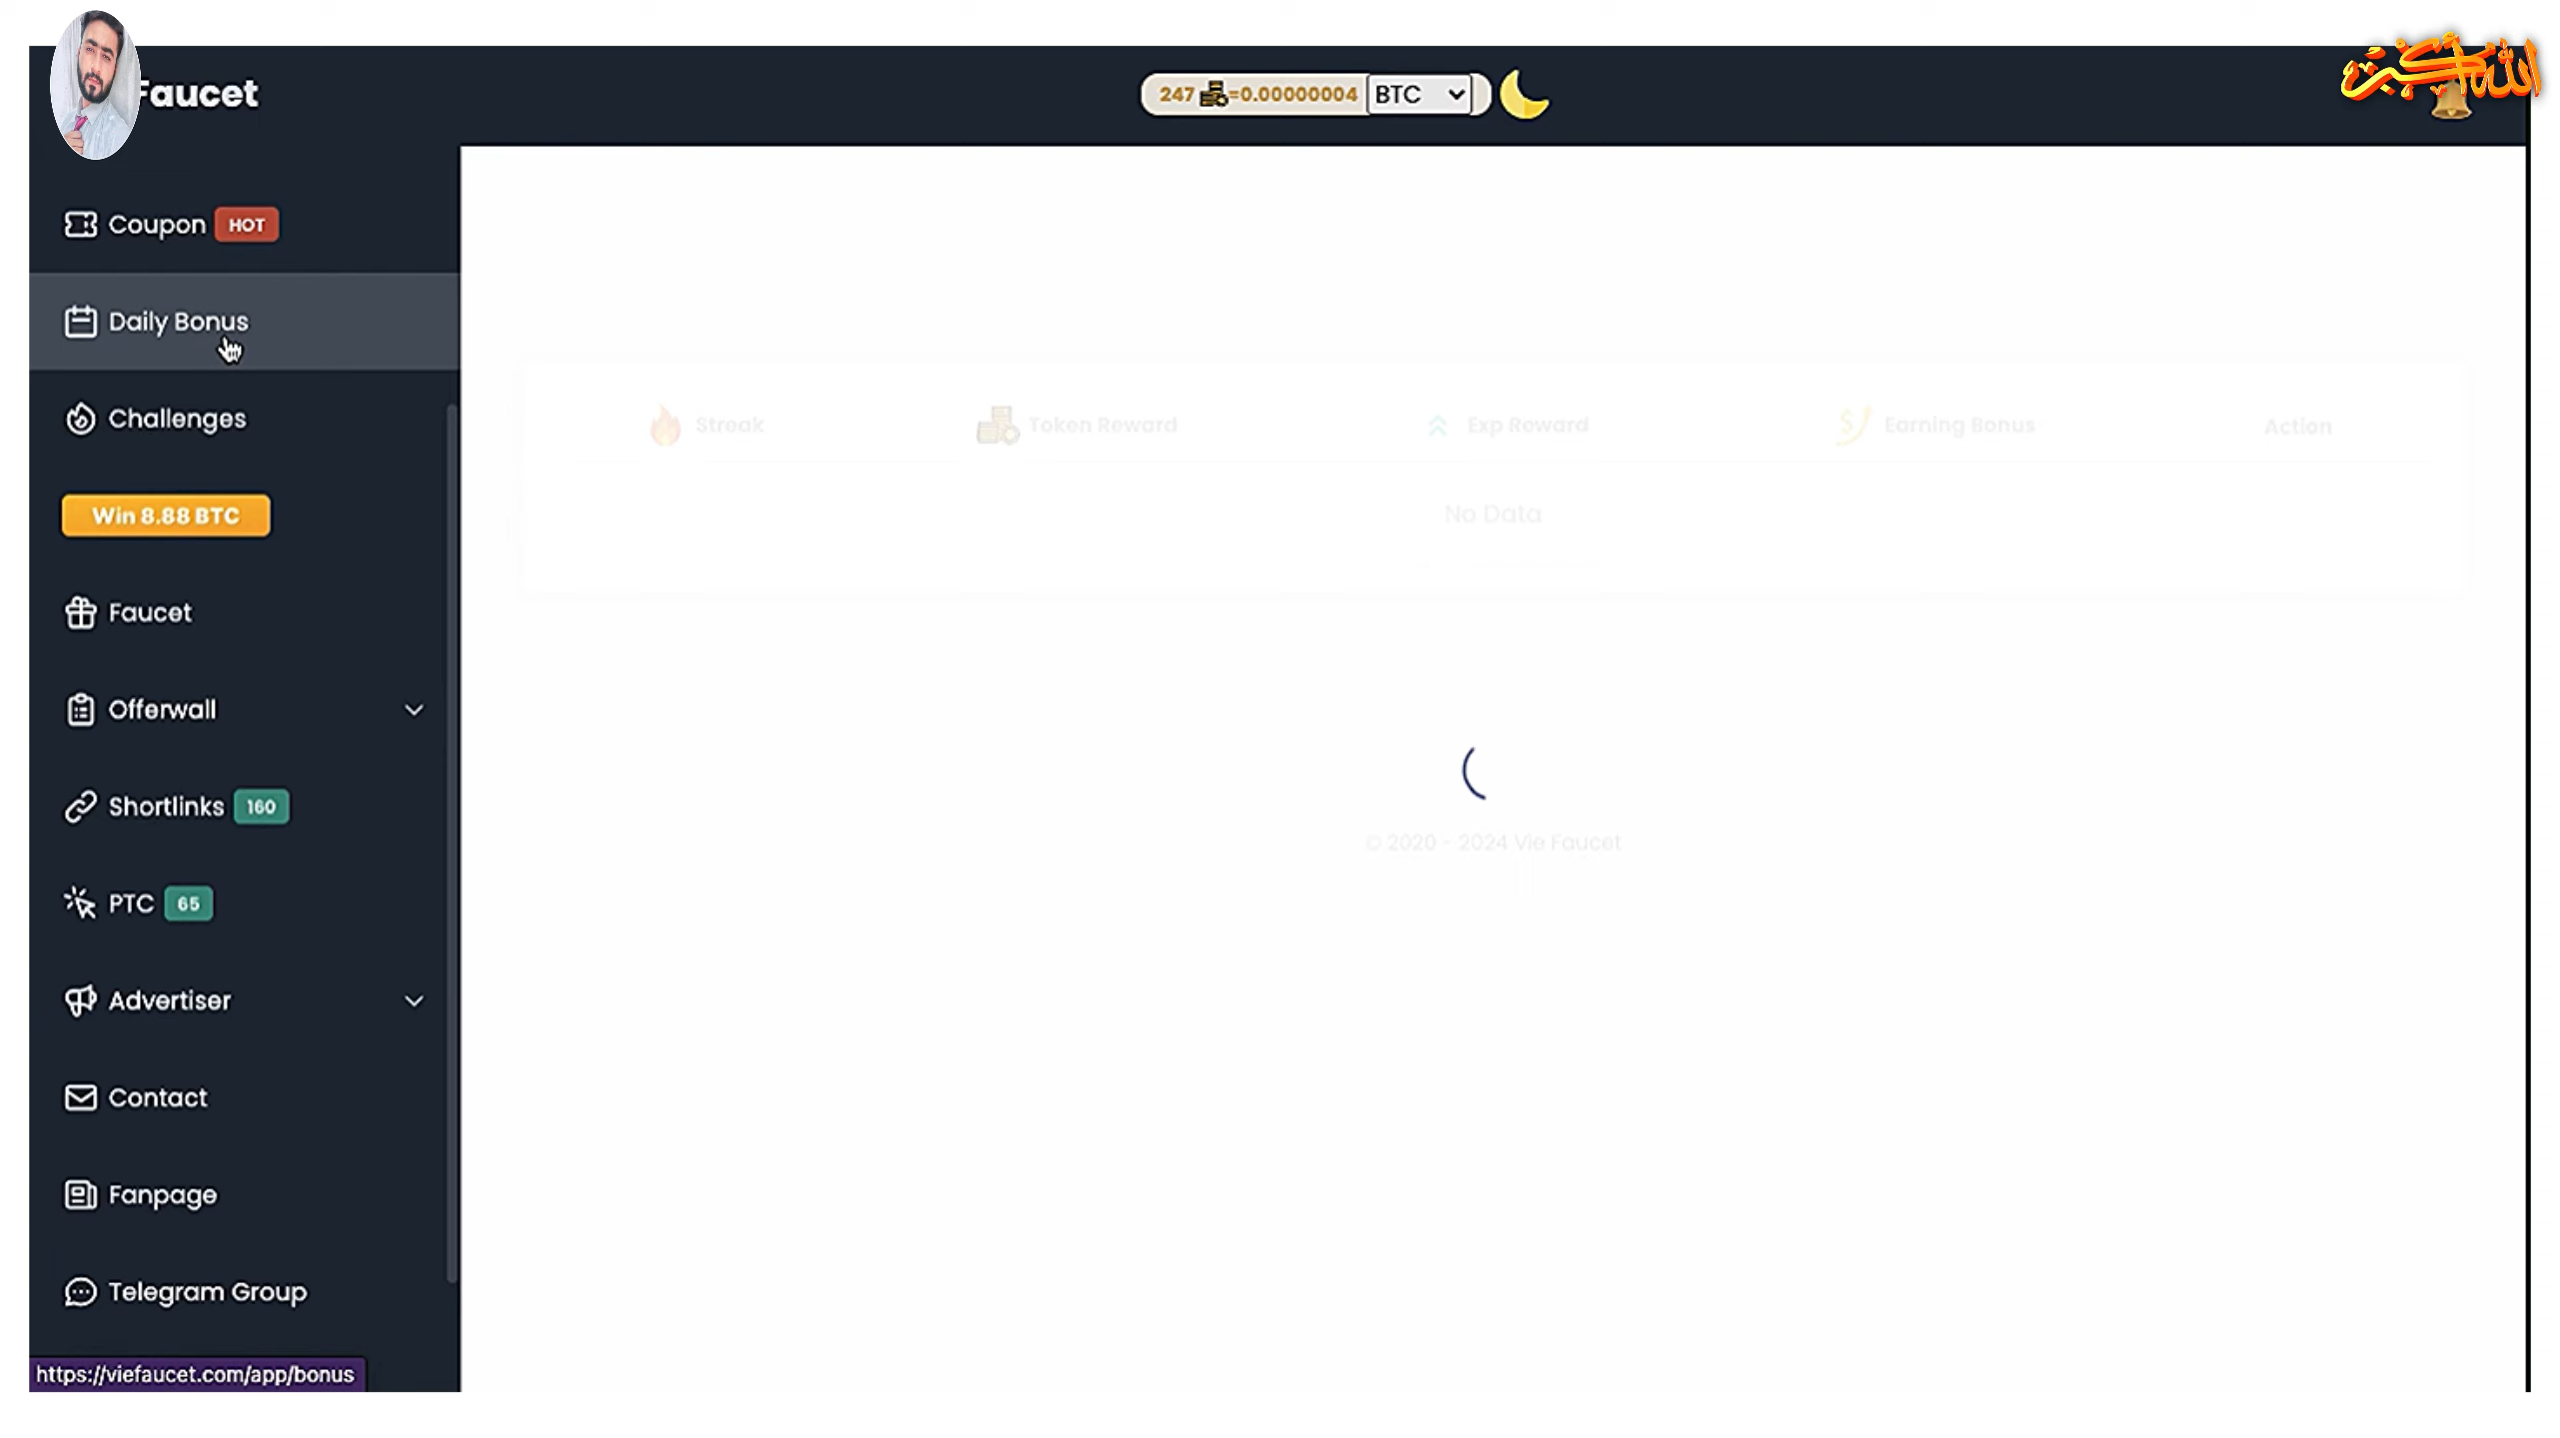 Faucet
247 =0.00000004 BTC
الله أكبر
Coupon HOT
Daily Bonus
Challenges
Win 8.88 BTC
Faucet
Offerwall
Shortlinks 160
PTC 65
Advertiser
Contact
Fanpage
Telegram Group
https://viefaucet.com/app/bonus
Streak Token Reward Exp Reward Earning Bonus Action
No Data
© 2020 - 2024 Vie Faucet